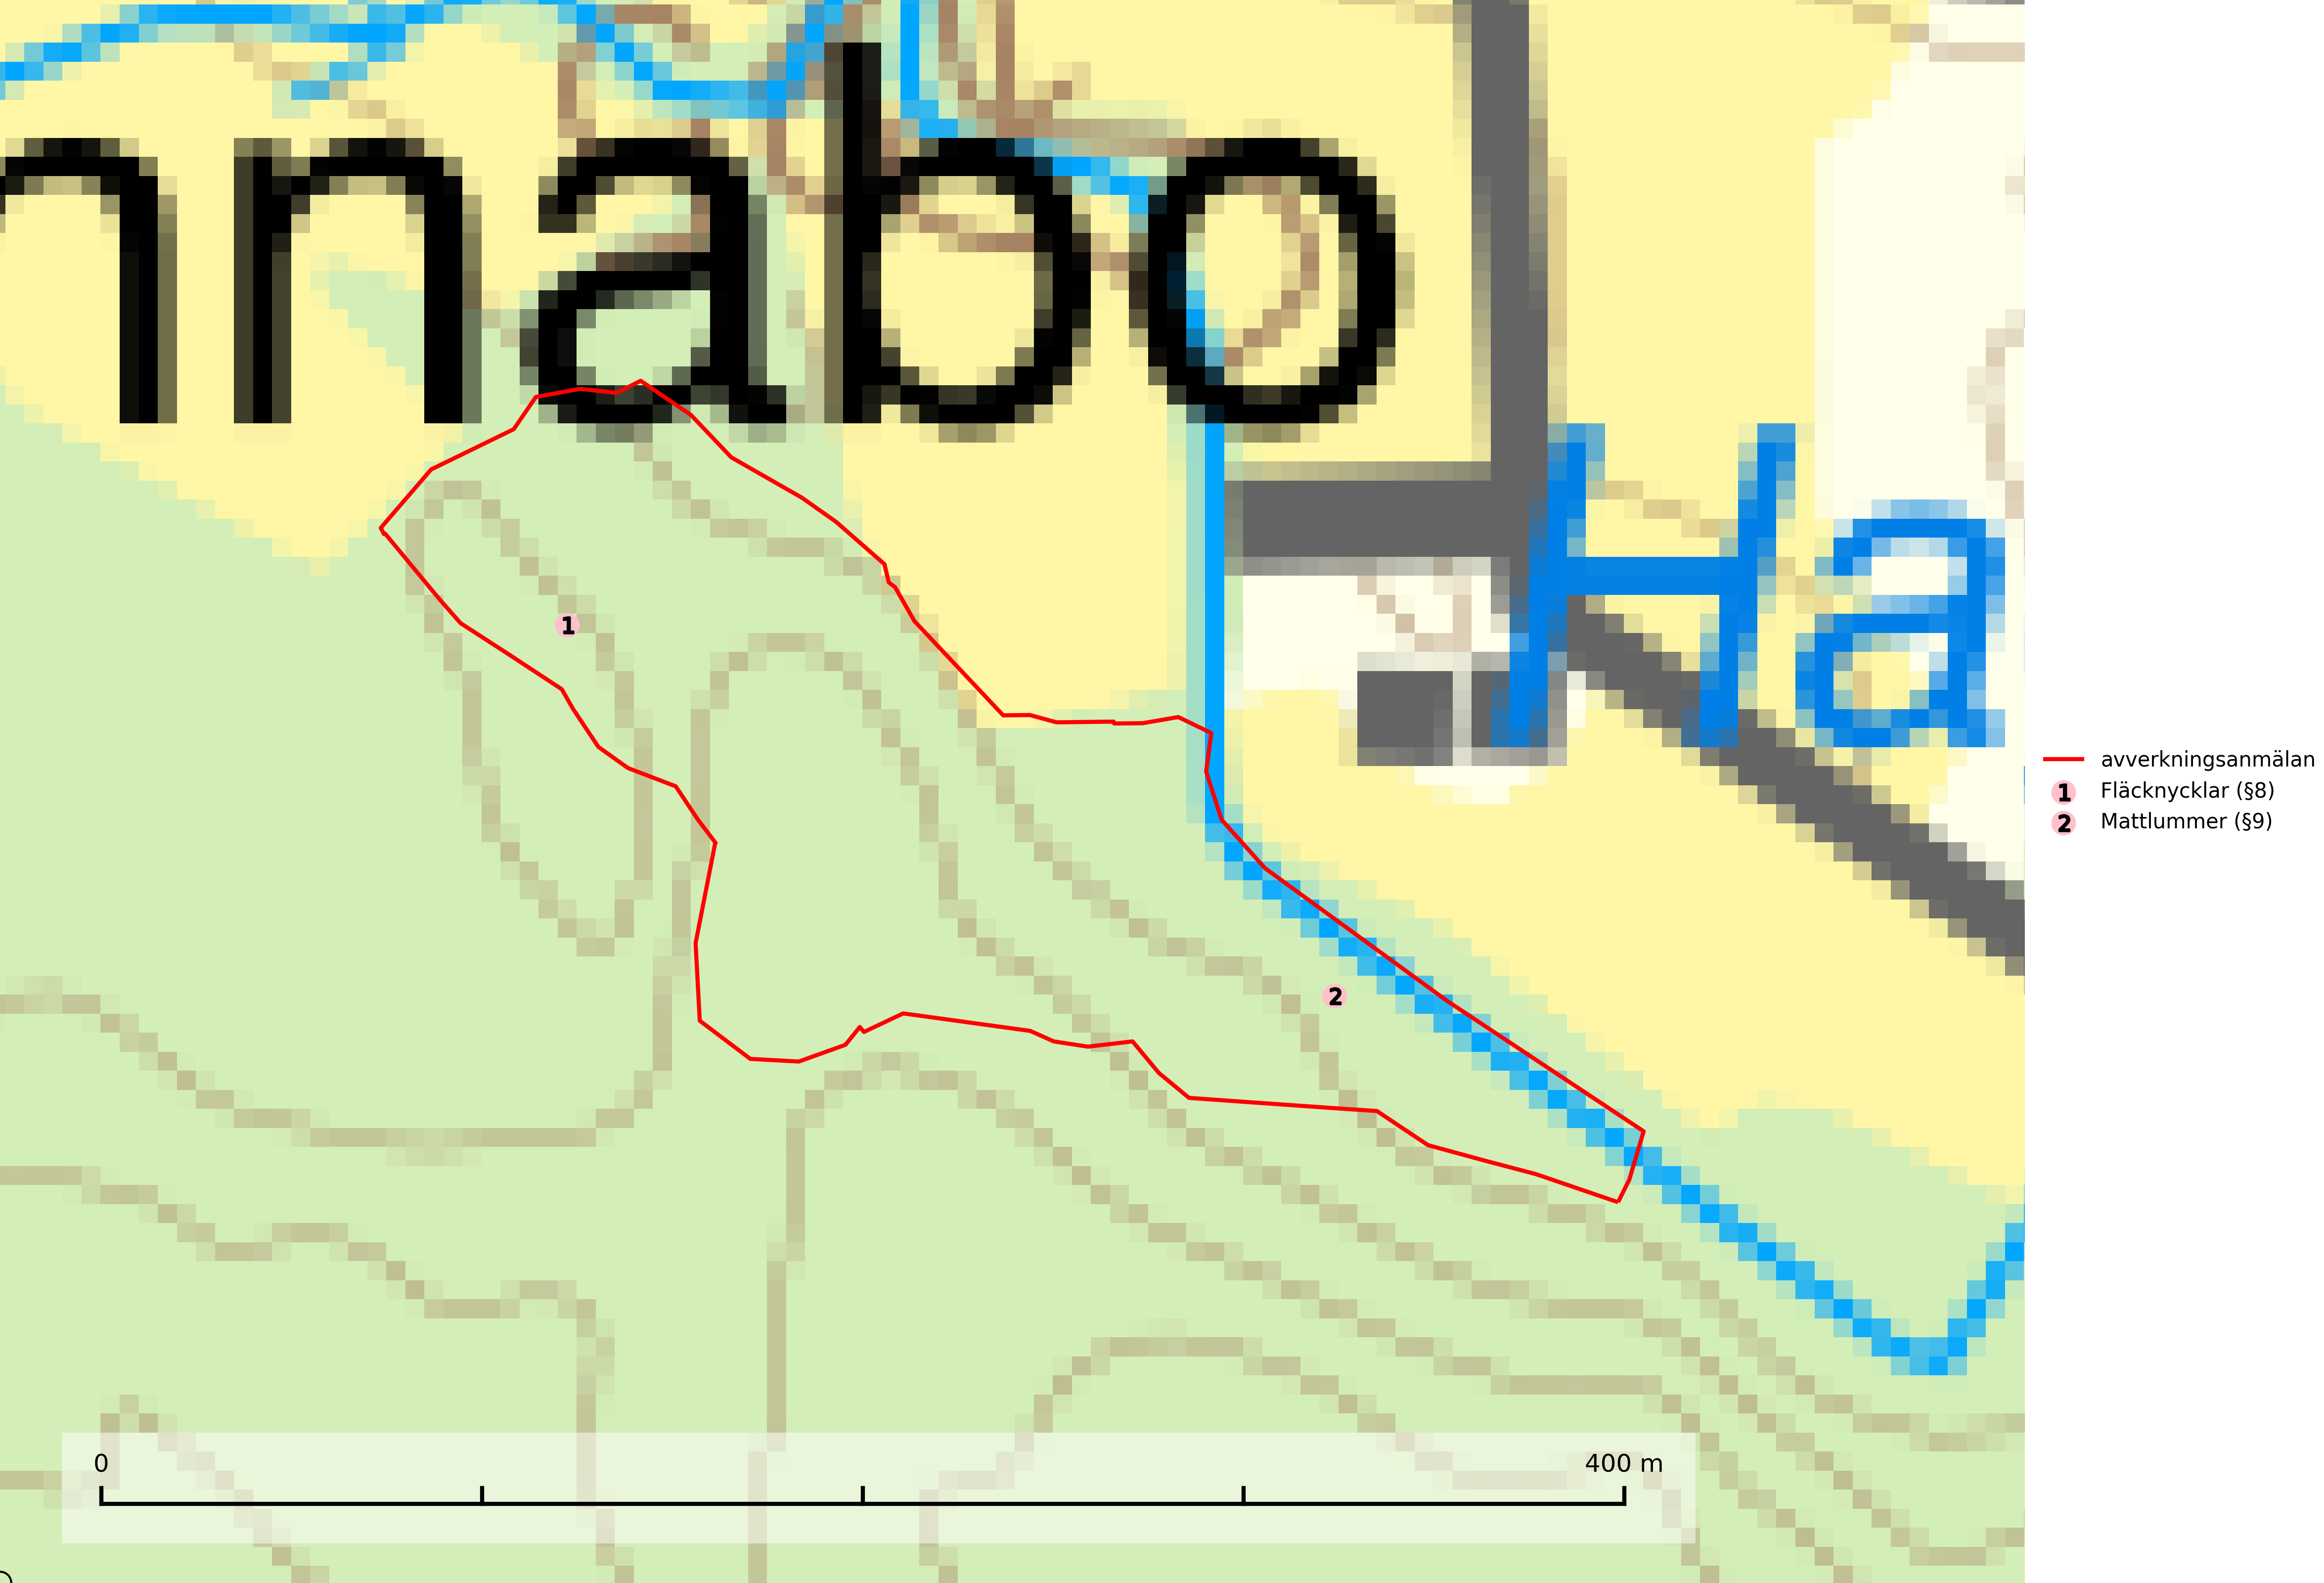 nnabo
Ha
1
2
avverkningsanmälan
1 Fläcknycklar (§8)
2 Mattlummer (§9)
0 400 m